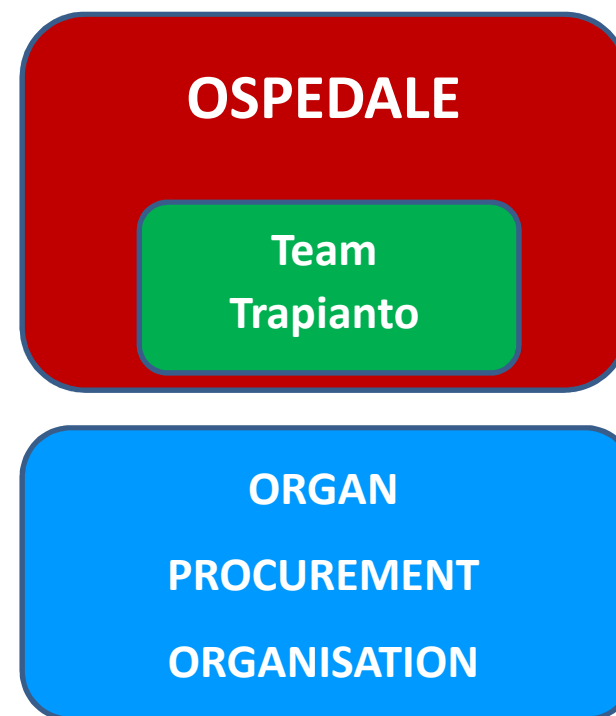 OSPEDALE
Team
Trapianto
ORGAN
PROCUREMENT
ORGANISATION